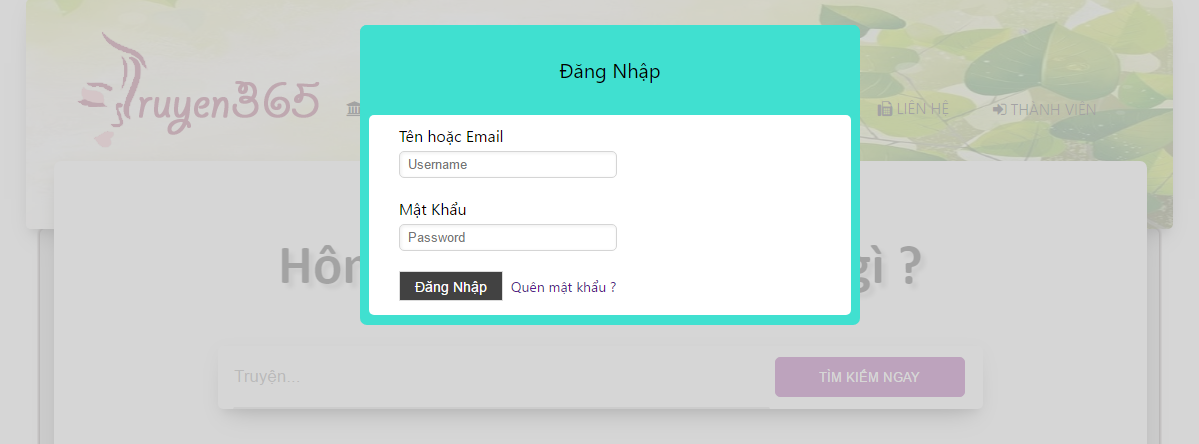 Đăng Nhập
Truyen365
LIÊN HỆ
THÀNH VIÊN
Tên hoặc Email
Username
Mật Khẩu
Password
Đăng Nhập Quên mật khẩu ?
gì ?
Truyện...
TÌM KIẾM NGAY